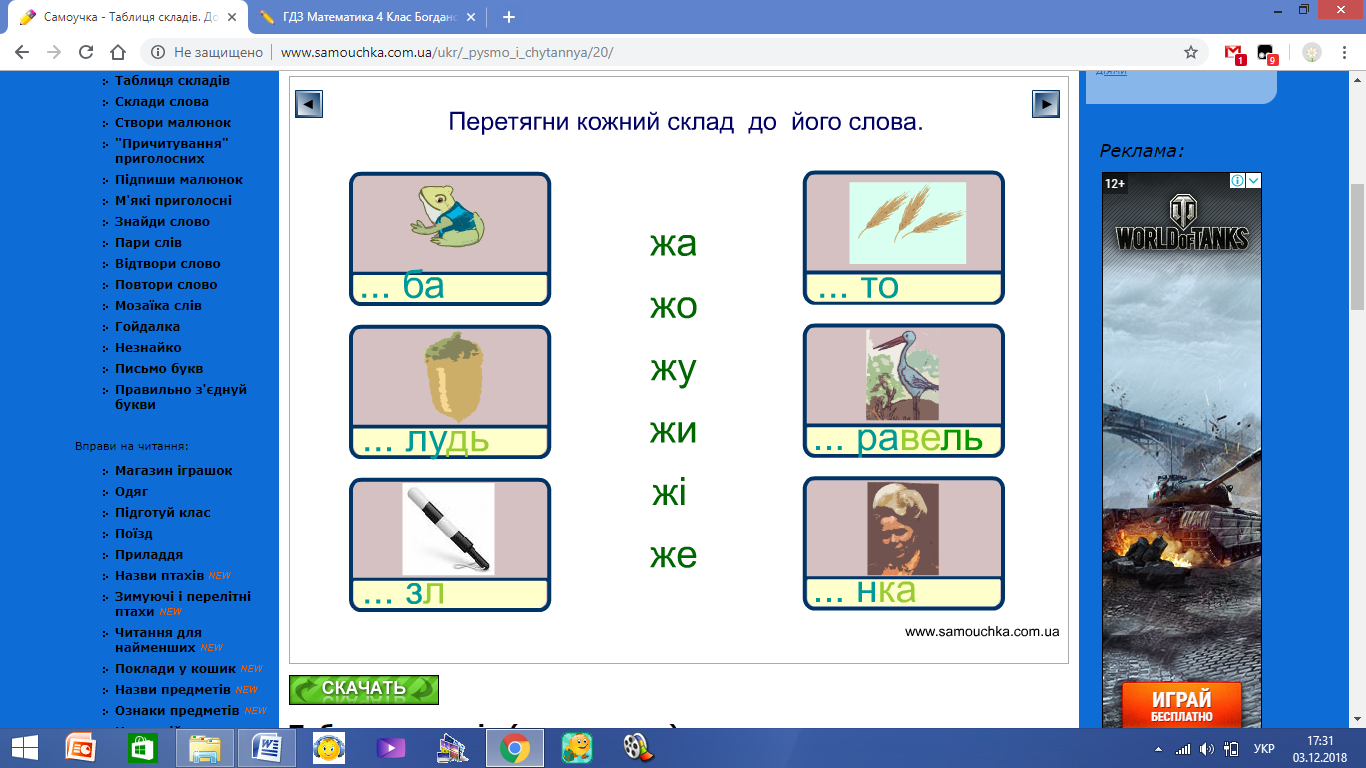 Самоучка - Таблиця складів. До
ГДЗ Математика 4 Клас Богдано
Не защищено
www.samouchka.com.ua/ukr/_pysmo_i_chytannya/20/
1
9
Таблиця складів
Склади слова
Створи малюнок
"Причитування"
приголосних
Підпиши малюнок
М'які приголосні
Знайди слово
Пари слів
Відтвори слово
Повтори слово
Мозаїка слів
Гойдалка
Незнайко
Письмо букв
Правильно з'єднуй
букви
Вправи на читання:
Магазин іграшок
Одяг
Підготуй клас
Поїзд
Приладдя
Назви птахів NEW
Зимуючі і перелітні
птахи NEW
Читання для
найменших NEW
Поклади у кошик NEW
Назви предметів NEW
Ознаки предметів NEW
Перетягни кожний склад до його слова.
... ба
... лудь
... зл
жа
жо
жу
жи
жі
же
... то
... равель
... нка
www.samouchka.com.ua
СКАЧАТЬ
діями
Реклама:
12+
WORLD OF TANKS
ИГРАЙ
БЕСПЛАТНО
УКР
17:31
03.12.2018